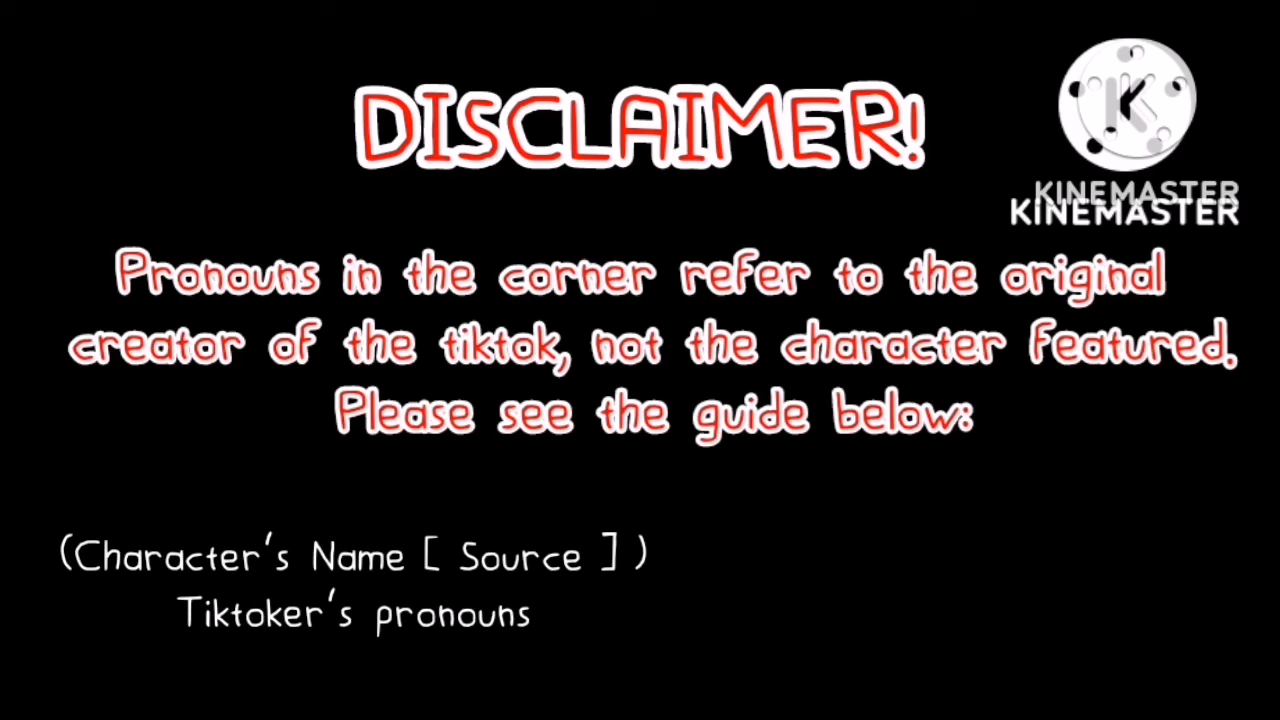 DISCLAIMER!
K
KINEMASTER
KINEMASTER
Pronouns in the corner refer to the original
creator of the tiktok, not the character featured.
Please see the guide below:
(Character's Name [ Source ] )
Tiktoker's pronouns